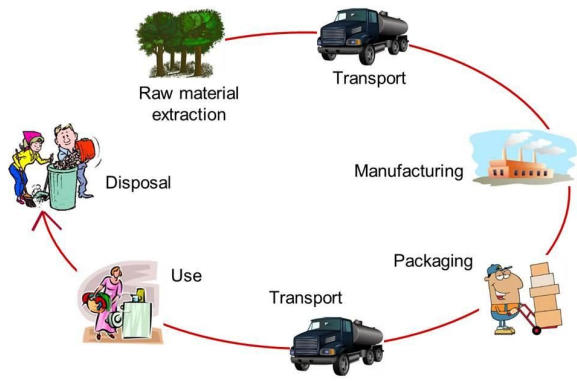 Raw material
extraction
Transport
Manufacturing
Packaging
Transport
Use
Disposal